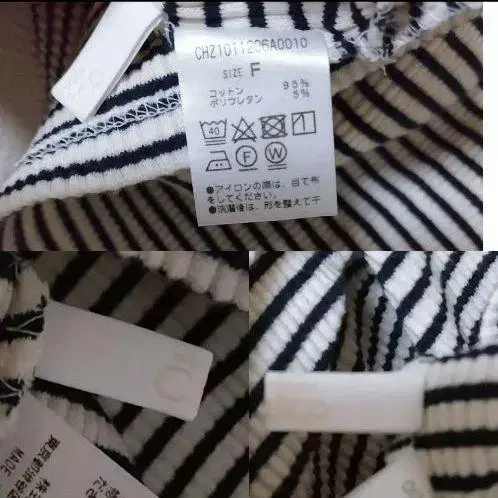 CHZ1011206A0010
SIZE F
コットン 95%
ポリウレタン 5%
40
●アイロンの際は、当て布
をしてください。
●洗濯後は、形を整えて干
C
MADE